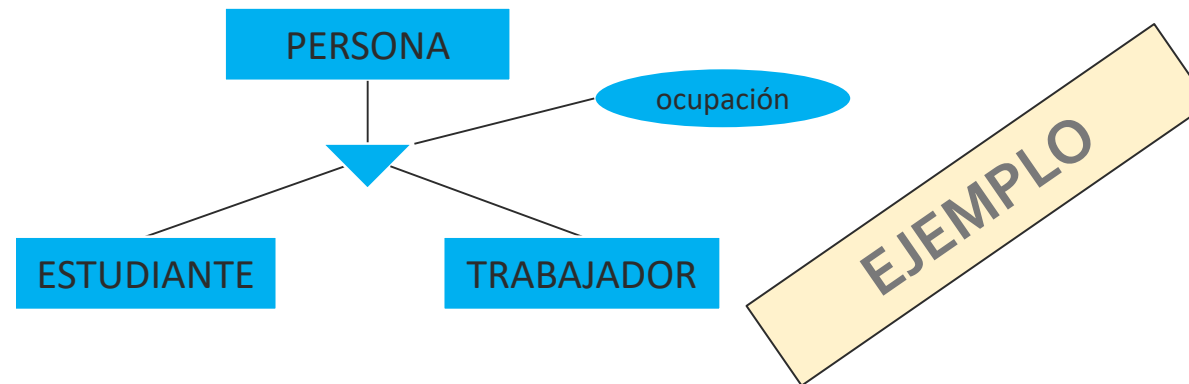 PERSONA
ocupación
ESTUDIANTE
TRABAJADOR
EJEMPLO